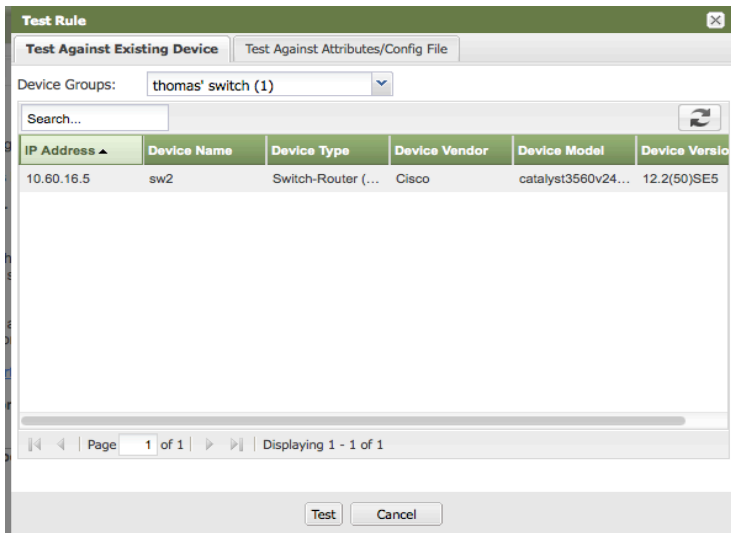 Test Rule
Test Against Existing Device Test Against Attributes/Config File
Device Groups: thomas' switch (1)
Search...
IP Address Device Name Device Type Device Vendor Device Model Device Versio
10.60.16.5 sw2 Switch-Router (... Cisco catalyst3560v24... 12.2(50)SE5
Page 1 of 1 Displaying 1 - 1 of 1
Test Cancel